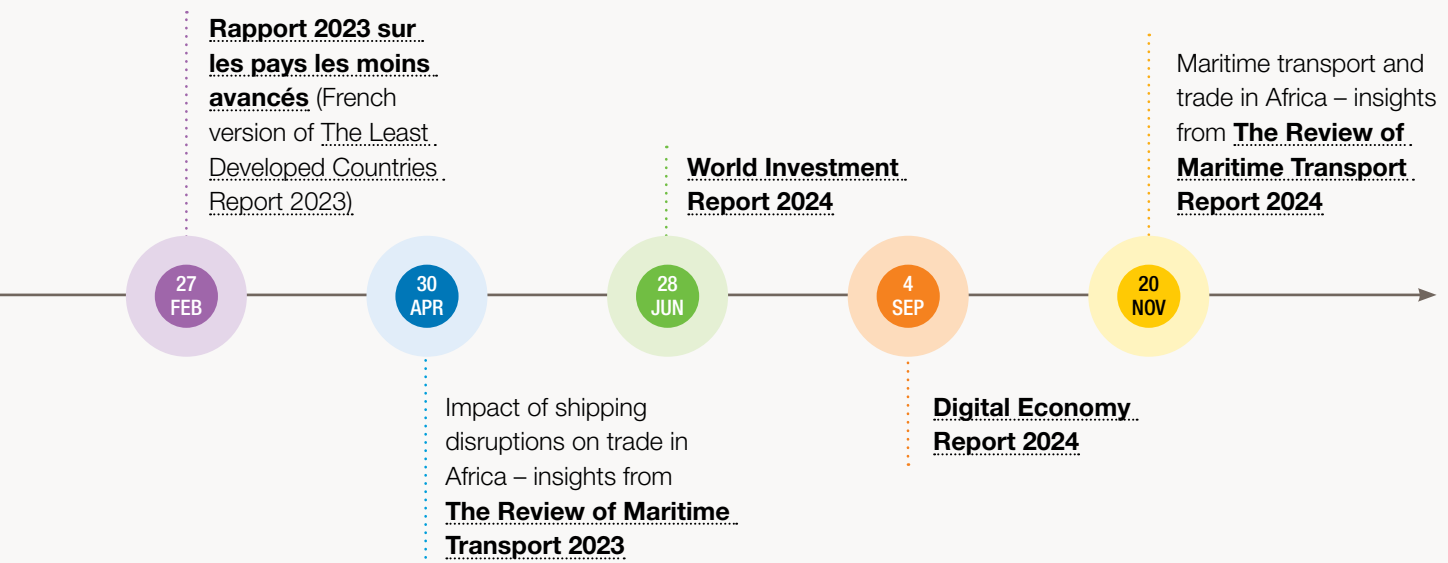 Rapport 2023 sur
les pays les moins
avancés (French
version of The Least
Developed Countries
Report 2023)
27
FEB
30
APR
Impact of shipping
disruptions on trade in
Africa – insights from
The Review of Maritime
Transport 2023
World Investment
Report 2024
28
JUN
4
SEP
Digital Economy
Report 2024
Maritime transport and
trade in Africa – insights
from The Review of
Maritime Transport
Report 2024
20
NOV